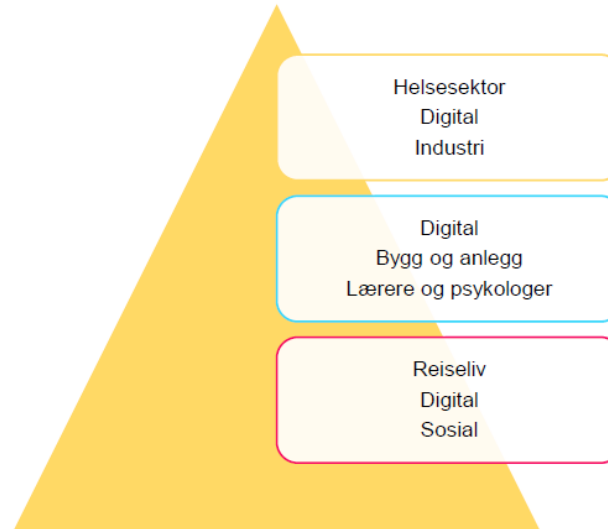 Helsesektor
Digital
Industri
Digital
Bygg og anlegg
Lærere og psykologer
Reiseliv
Digital
Sosial